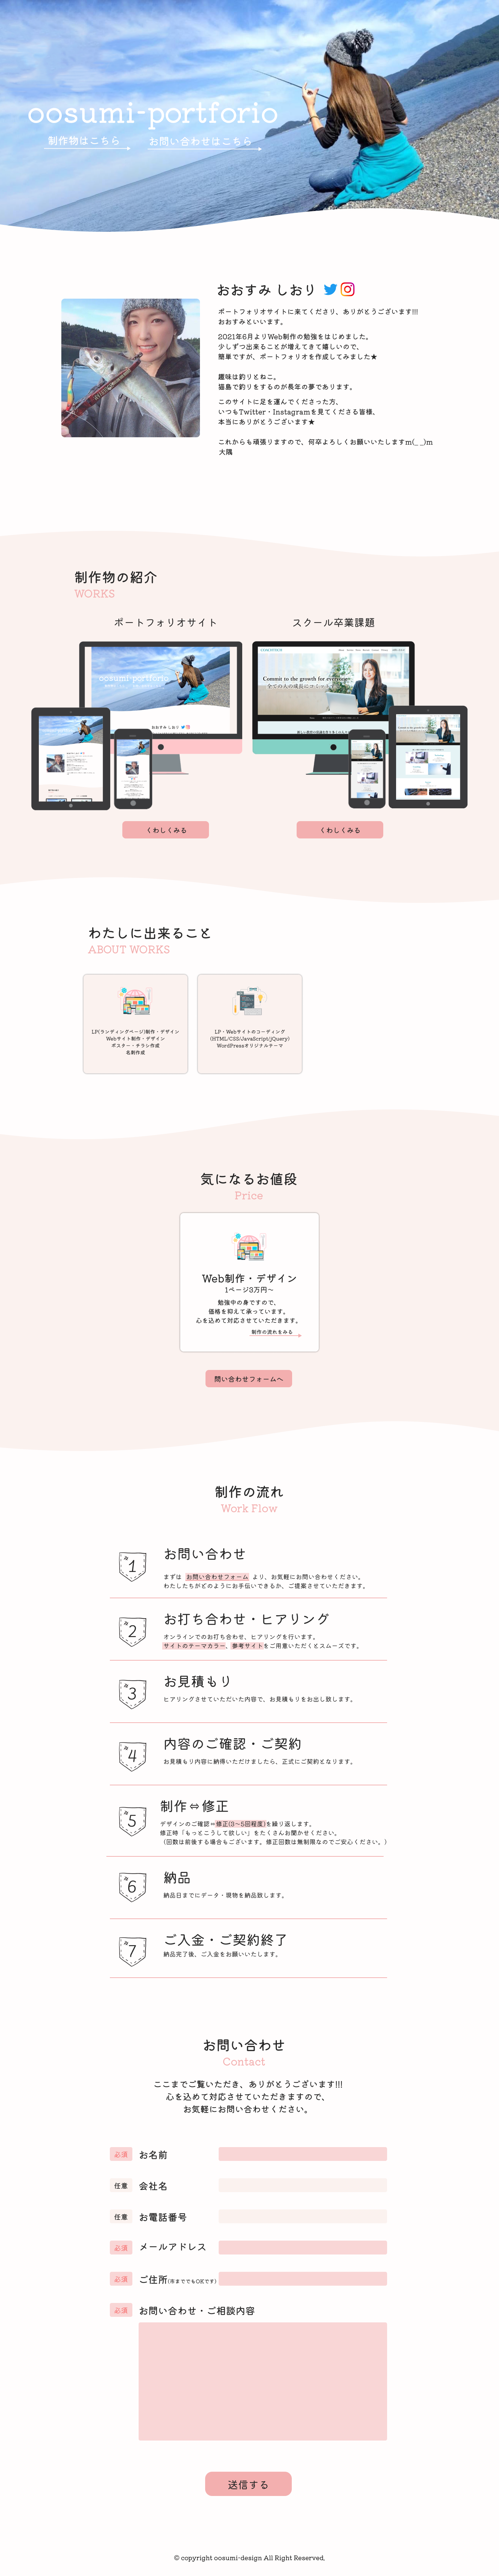 oosumi-portforio
制作物はこちら
お問い合わせはこちら
おおすみ しおり
ポートフォリオサイトに来てくださり、ありがとうございます!!!
おおすみといいます。
2021年6月よりWeb制作の勉強をはじめました。
少しずつ出来ることが増えてきて嬉しいので、
簡単ですが、ポートフォリオを作成してみました★
趣味は釣りとねこ。
猫島で釣りをするのが長年の夢であります。
このサイトに足を運んでくださった方、
いつもTwitter・Instagramを見てくださる皆様、
本当にありがとうございます★
これからも頑張りますので、何卒よろしくお願いいたしますm(_ _)m
大隅
制作物の紹介
WORKS
ポートフォリオサイト
スクール卒業課題
oosumi-portforio
おおすみ しおり
Commit to the growth for everyone.
全ての人の成長にコミットする
くわしくみる
くわしくみる
わたしに出来ること
ABOUT WORKS
LP(ランディングページ)制作・デザイン
Webサイト制作・デザイン
ポスター・チラシ作成
名刺作成
LP・Webサイトのコーディング
(HTML/CSS/JavaScript/jQuery)
WordPressオリジナルテーマ
気になるお値段
Price
Web制作・デザイン
1ページ3万円〜
勉強中の身ですので、
価格を抑えて承っています。
心を込めて対応させていただきます。
制作の流れをみる
問い合わせフォームへ
制作の流れ
Work Flow
1
お問い合わせ
まずは お問い合わせフォーム より、お気軽にお問い合わせください。
わたしたちがどのようにお手伝いできるか、ご提案させていただきます。
2
お打ち合わせ・ヒアリング
オンラインでのお打ち合わせ、ヒアリングを行います。
サイトのテーマカラー、参考サイトをご用意いただくとスムーズです。
3
お見積もり
ヒアリングさせていただいた内容で、お見積もりをお出し致します。
4
内容のご確認・ご契約
お見積もり内容に納得いただけましたら、正式にご契約となります。
5
制作⇔修正
デザインのご確認⇔修正(3〜5回程度)を繰り返します。
修正時「もっとこうして欲しい」をたくさんお聞かせください。
(回数は前後する場合もございます。修正回数は無制限なのでご安心ください。)
6
納品
納品日までにデータ・現物を納品致します。
7
ご入金・ご契約終了
納品完了後、ご入金をお願いいたします。
お問い合わせ
Contact
ここまでご覧いただき、ありがとうございます!!!
心を込めて対応させていただきますので、
お気軽にお問い合わせください。
必須 お名前
任意 会社名
任意 お電話番号
必須 メールアドレス
必須 ご住所(市まででもOKです)
必須 お問い合わせ・ご相談内容
送信する
© copyright oosumi-design All Right Reserved.